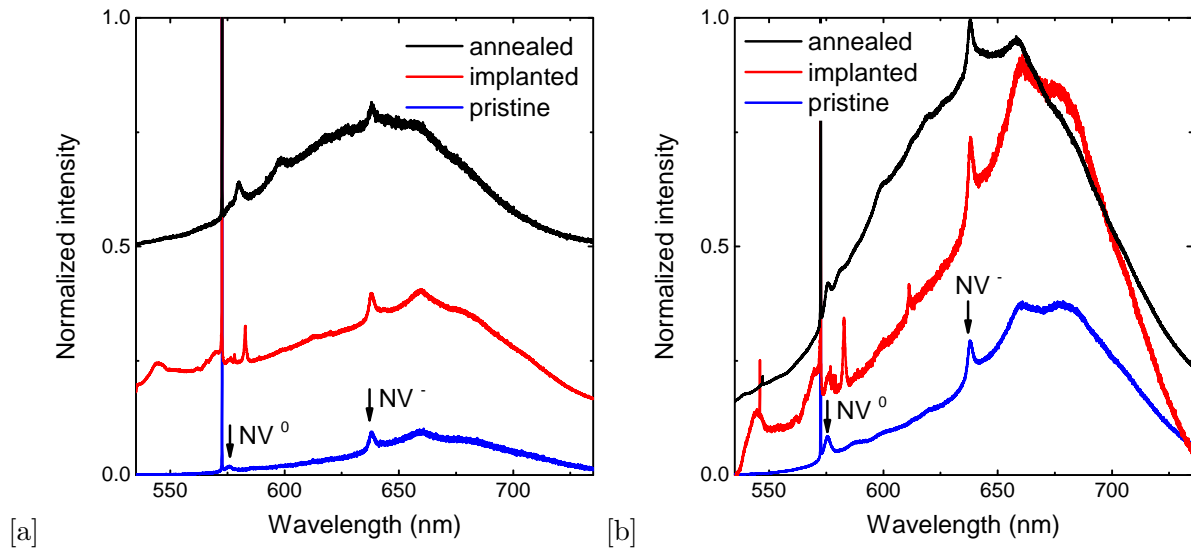 1.0
0.5
0.0
Normalized intensity
annealed
implanted
pristine
NV ⁰
NV ⁻
550
600
650
700
Wavelength (nm)
[a]
1.0
0.5
0.0
Normalized intensity
annealed
implanted
pristine
NV ⁻
NV ⁰
550
600
650
700
Wavelength (nm)
[b]